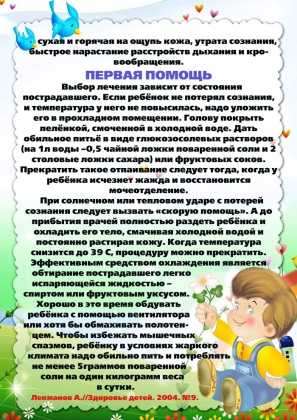 сухая и горячая на ощупь кожа, утрата сознания,
быстрое нарастание расстройств дыхания и кро-
вообращения.
ПЕРВАЯ ПОМОЩЬ
Выбор лечения зависит от состояния
пострадавшего. Если ребёнок не потерял сознания,
и температура у него не повысилась, надо уложить
его в прохладном помещении. Голову покрыть
пелёнкой, смоченной в холодной воде. Дать
обильное питьё в виде глюкозосолевых растворов
(на 1л воды –0,5 чайной ложки поваренной соли и 2
столовые ложки сахара) или фруктовых соков.
Прекратить такое отпаивание следует тогда, когда у
ребёнка исчезнет жажда и восстановится
мочеотделение.
При солнечном или тепловом ударе с потерей
сознания следует вызвать «скорую помощь». А до
прибытия врачей полностью раздеть ребёнка и
охладить его тело, смачивая холодной водой и
постоянно растирая кожу. Когда температура
снизится до 39 С, процедуру можно прекратить.
Эффективным средством охлаждения является
обтирание пострадавшего легко
испаряющейся жидкостью –
спиртом или фруктовым уксусом.
Хорошо в это время обдувать
ребёнка с помощью вентилятора
или хотя бы обмахивать полотен-
цем. Чтобы избежать мышечных
спазмов, ребёнку в условиях жаркого
климата надо обильно пить и потреблять
не менее 5граммов поваренной
соли на один килограмм веса
в сутки.
Лекманов А.//Здоровье детей. 2004. №9.